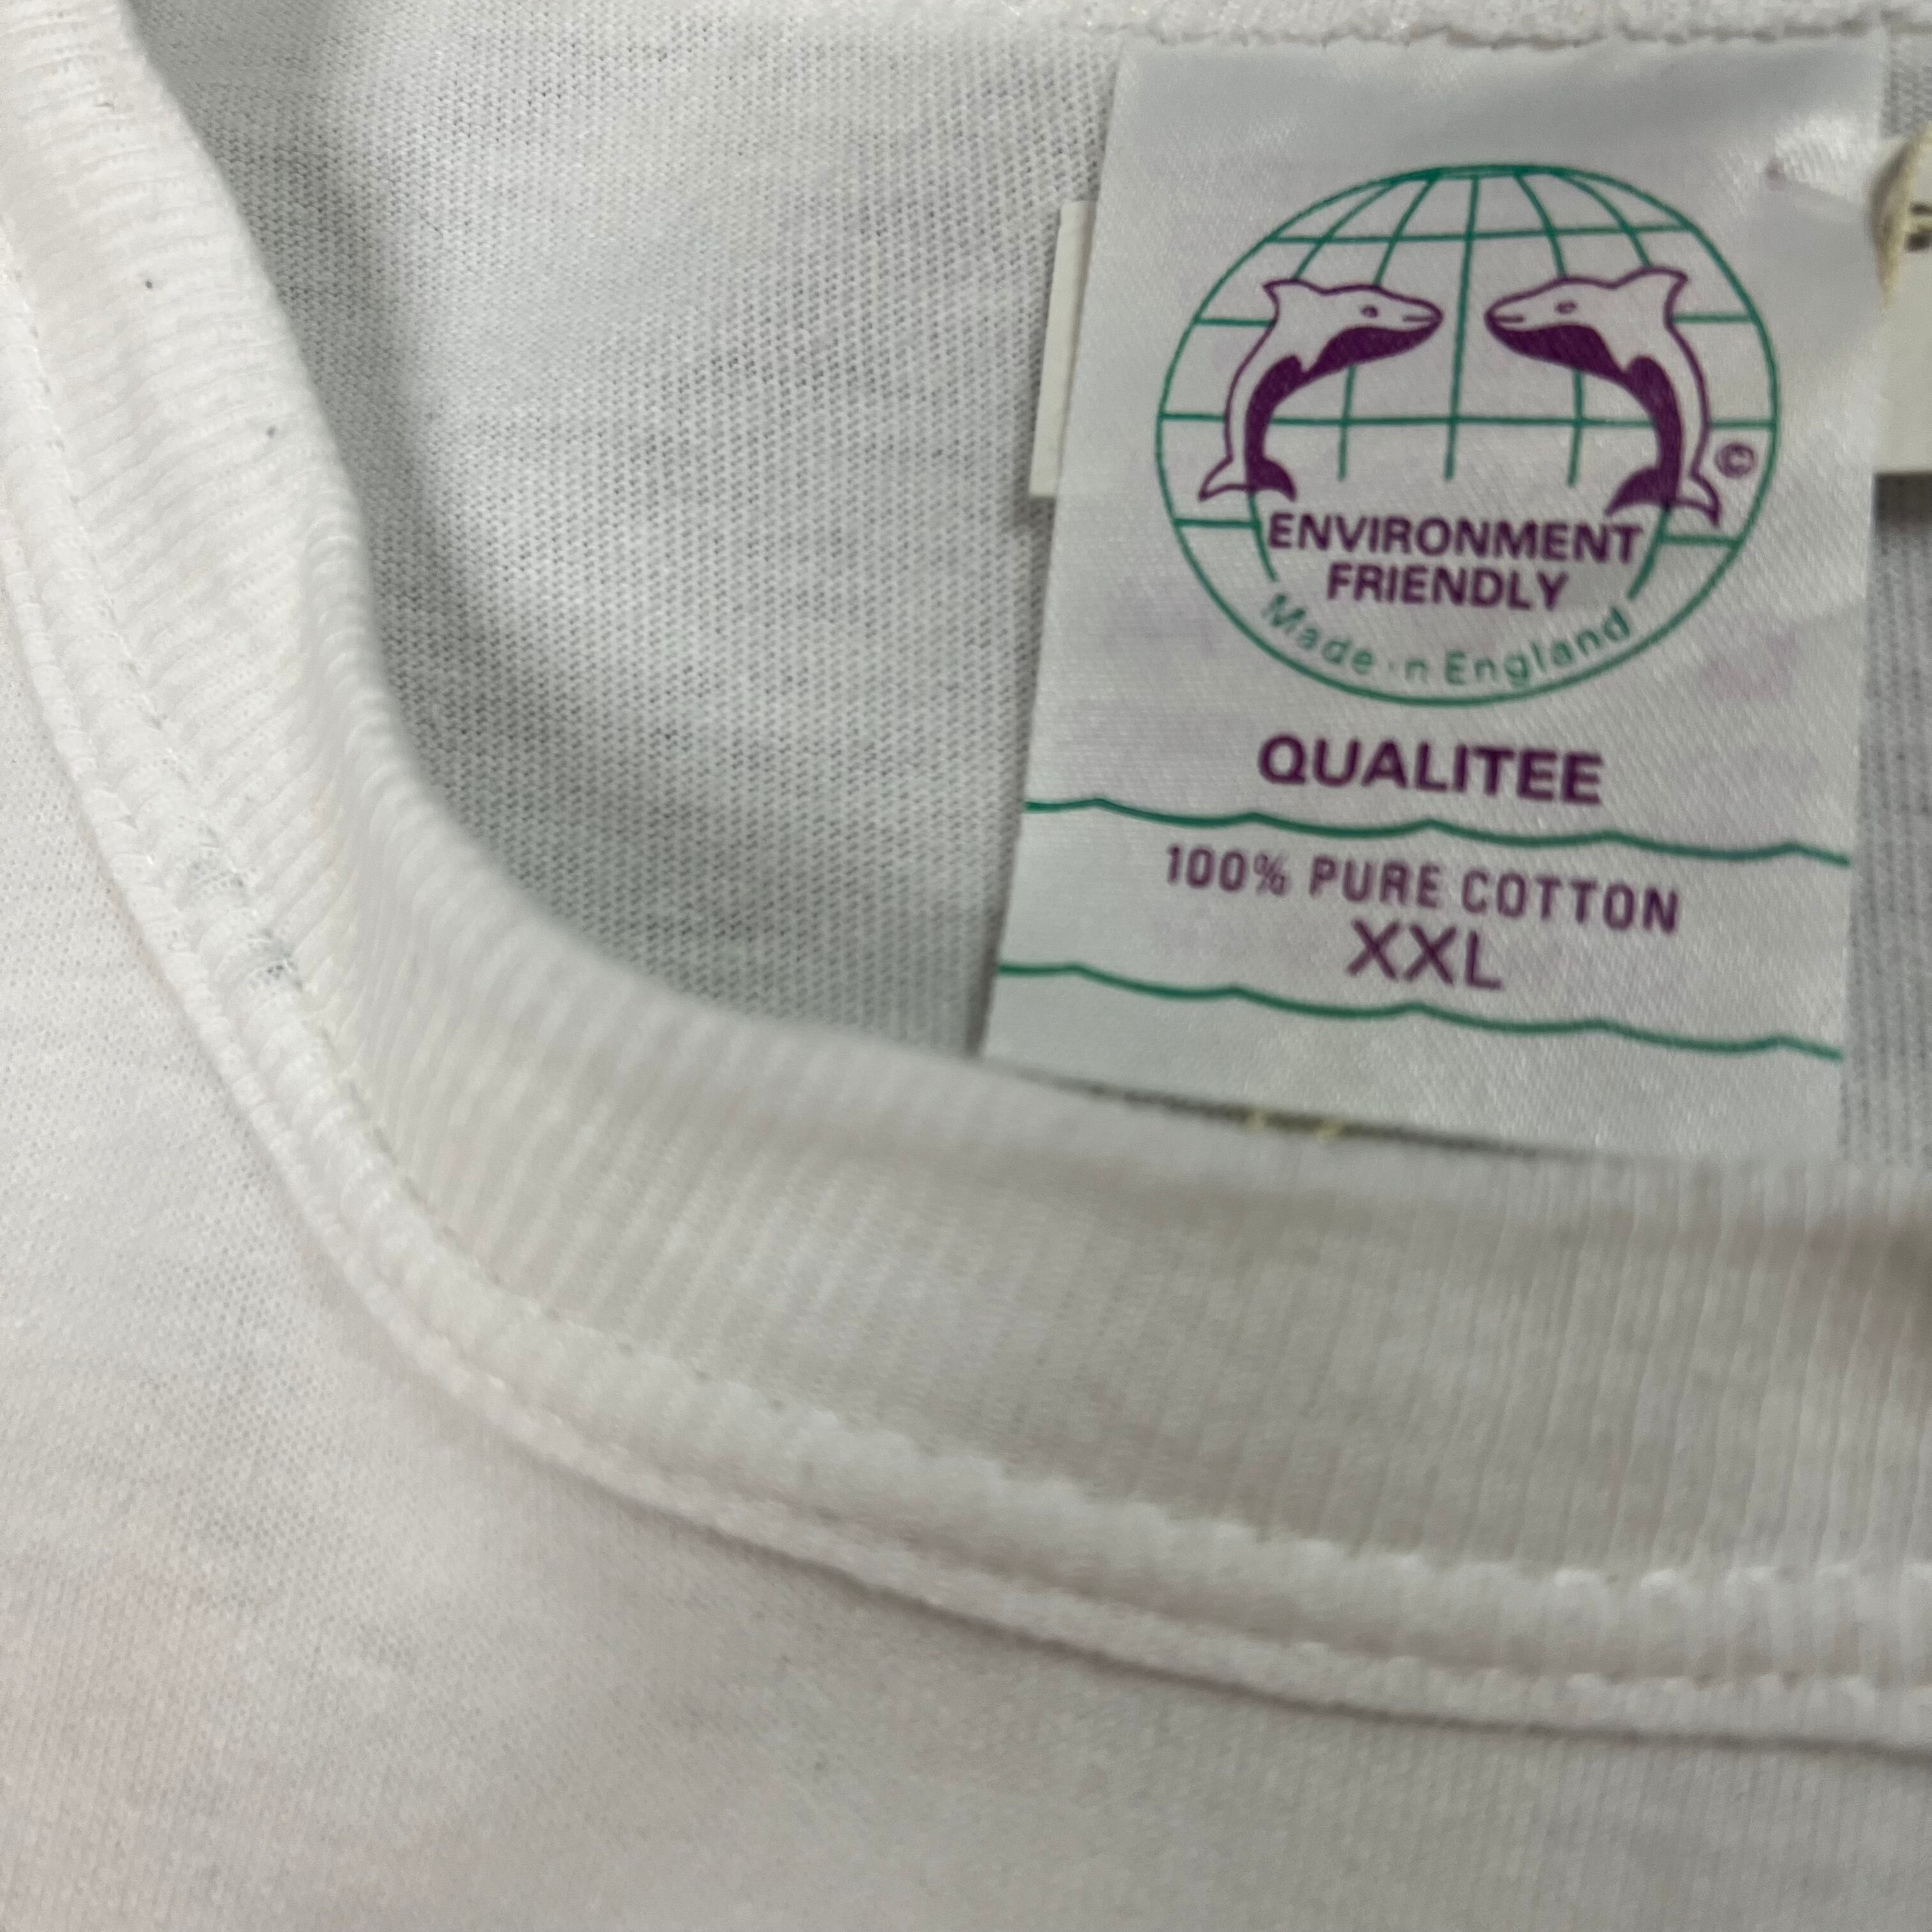 ©
ENVIRONMENT
FRIENDLY
Made in England
QUALITEE
100% PURE COTTON
XXL